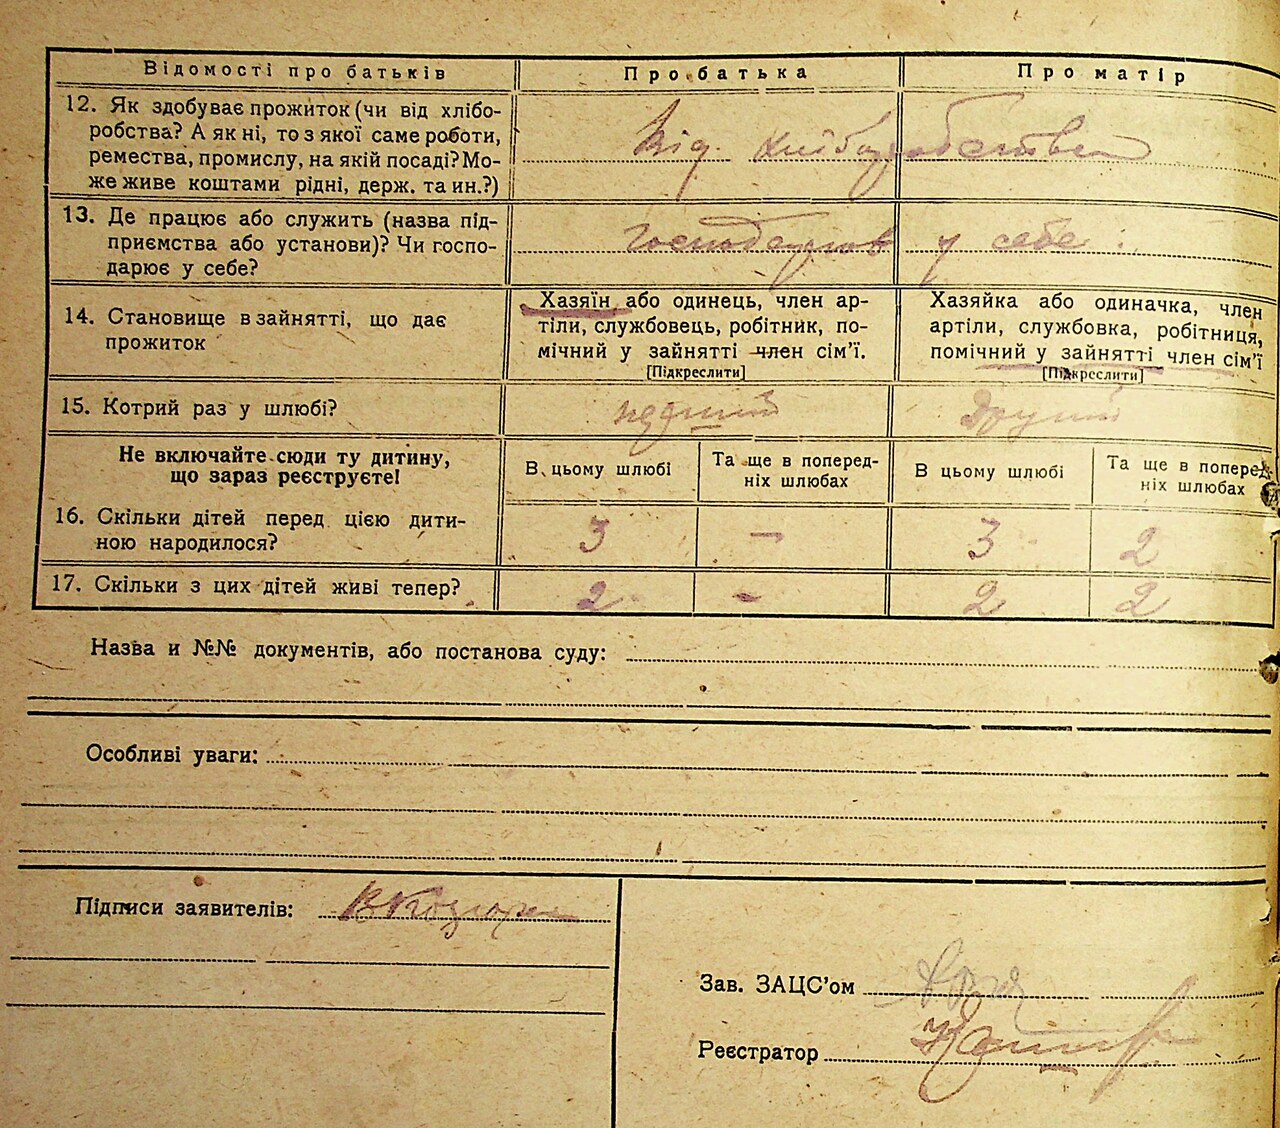 Відомості про батьків
Про батька
Про матір
12. Як здобуває прожиток (чи від хлібо-
робства? А як ні, то з якої саме роботи,
ремества, промислу, на якій посаді? Мо-
же живе коштами рідні, держ. та ин.?)
Від хліборобства
13. Де працює або служить (назва під-
приємства або установи)? Чи госпо-
дарює у себе?
у себе
14. Становище в зайнятті, що дає
прожиток
Хазяїн або одинець, член ар-
тіли, службовець, робітник, по-
мічний у зайнятті член сім’ї.
[Підкреслити]
Хазяйка або одиначка, член
артіли, службовка, робітниця,
помічний у зайнятті член сім’ї
[Підкреслити]
15. Котрий раз у шлюбі?
перший
другий
Не включайте сюди ту дитину,
що зараз реєструєте!
В цьому шлюбі
Та ще в поперед-
ніх шлюбах
В цьому шлюбі
Та ще в поперед-
ніх шлюбах
16. Скільки дітей перед цією дити-
ною народилося?
3
-
3
2
17. Скільки з цих дітей живі тепер?
2
-
2
2
Назва и №№ документів, або постанова суду:
Особливі уваги:
Підписи заявителів:
Зав. ЗАЦС’ом
Реєстратор